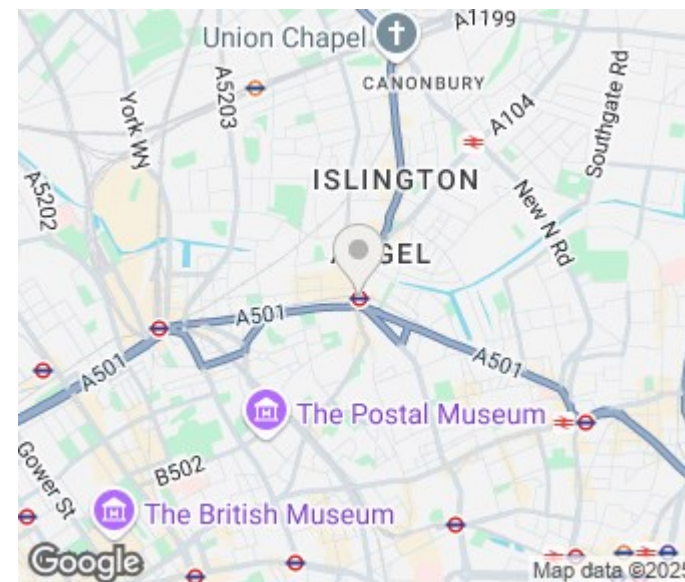 A1199
Union Chapel
CANONBURY
A5203
York Wy
A104
Southgate Rd
A5202
ISLINGTON
New N Rd
GEL
A501
A501
A501
The Postal Museum
Gower St
B502
The British Museum
Google
Map data ©2025